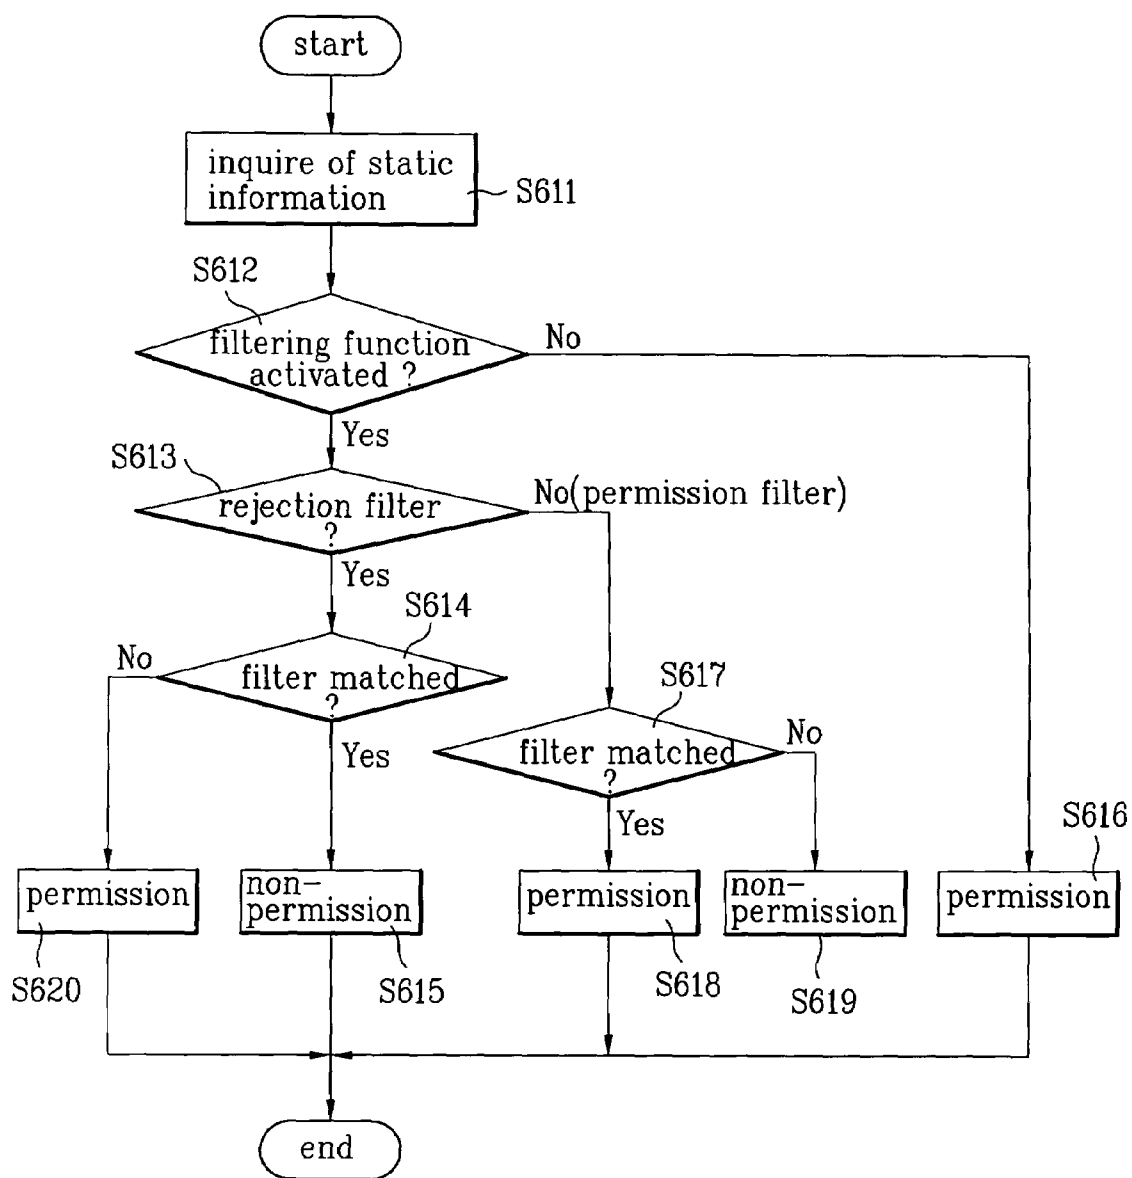 start
inquire of static
information
S611
S612
filtering function
activated ?
No
Yes
S613
rejection filter
?
No(permission filter)
Yes
S614
No
filter matched
?
S617
Yes
filter matched
?
No
Yes
S616
permission
non-
permission
permission
non-
permission
permission
S620
S615
S618
S619
end